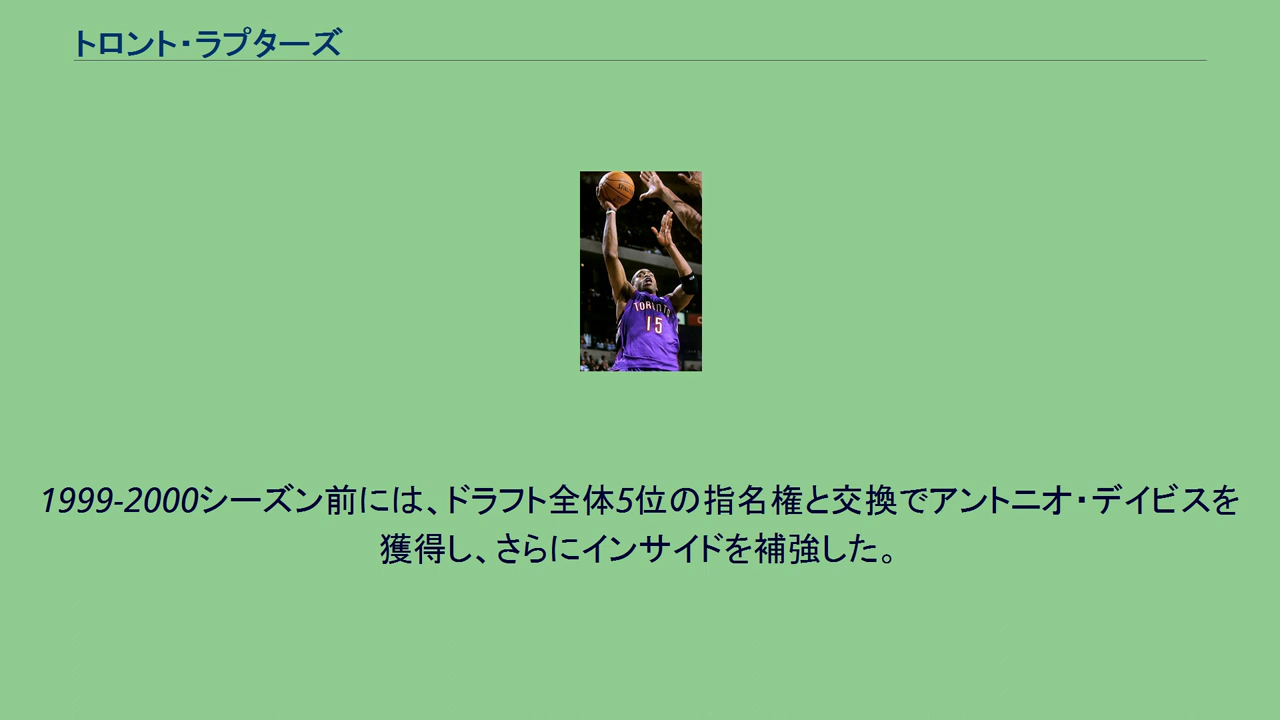 トロント・ラプターズ
SPALDING
TORONTO
15
1999-2000シーズン前には、ドラフト全体5位の指名権と交換でアントニオ・デイビスを
獲得し、さらにインサイドを補強した。